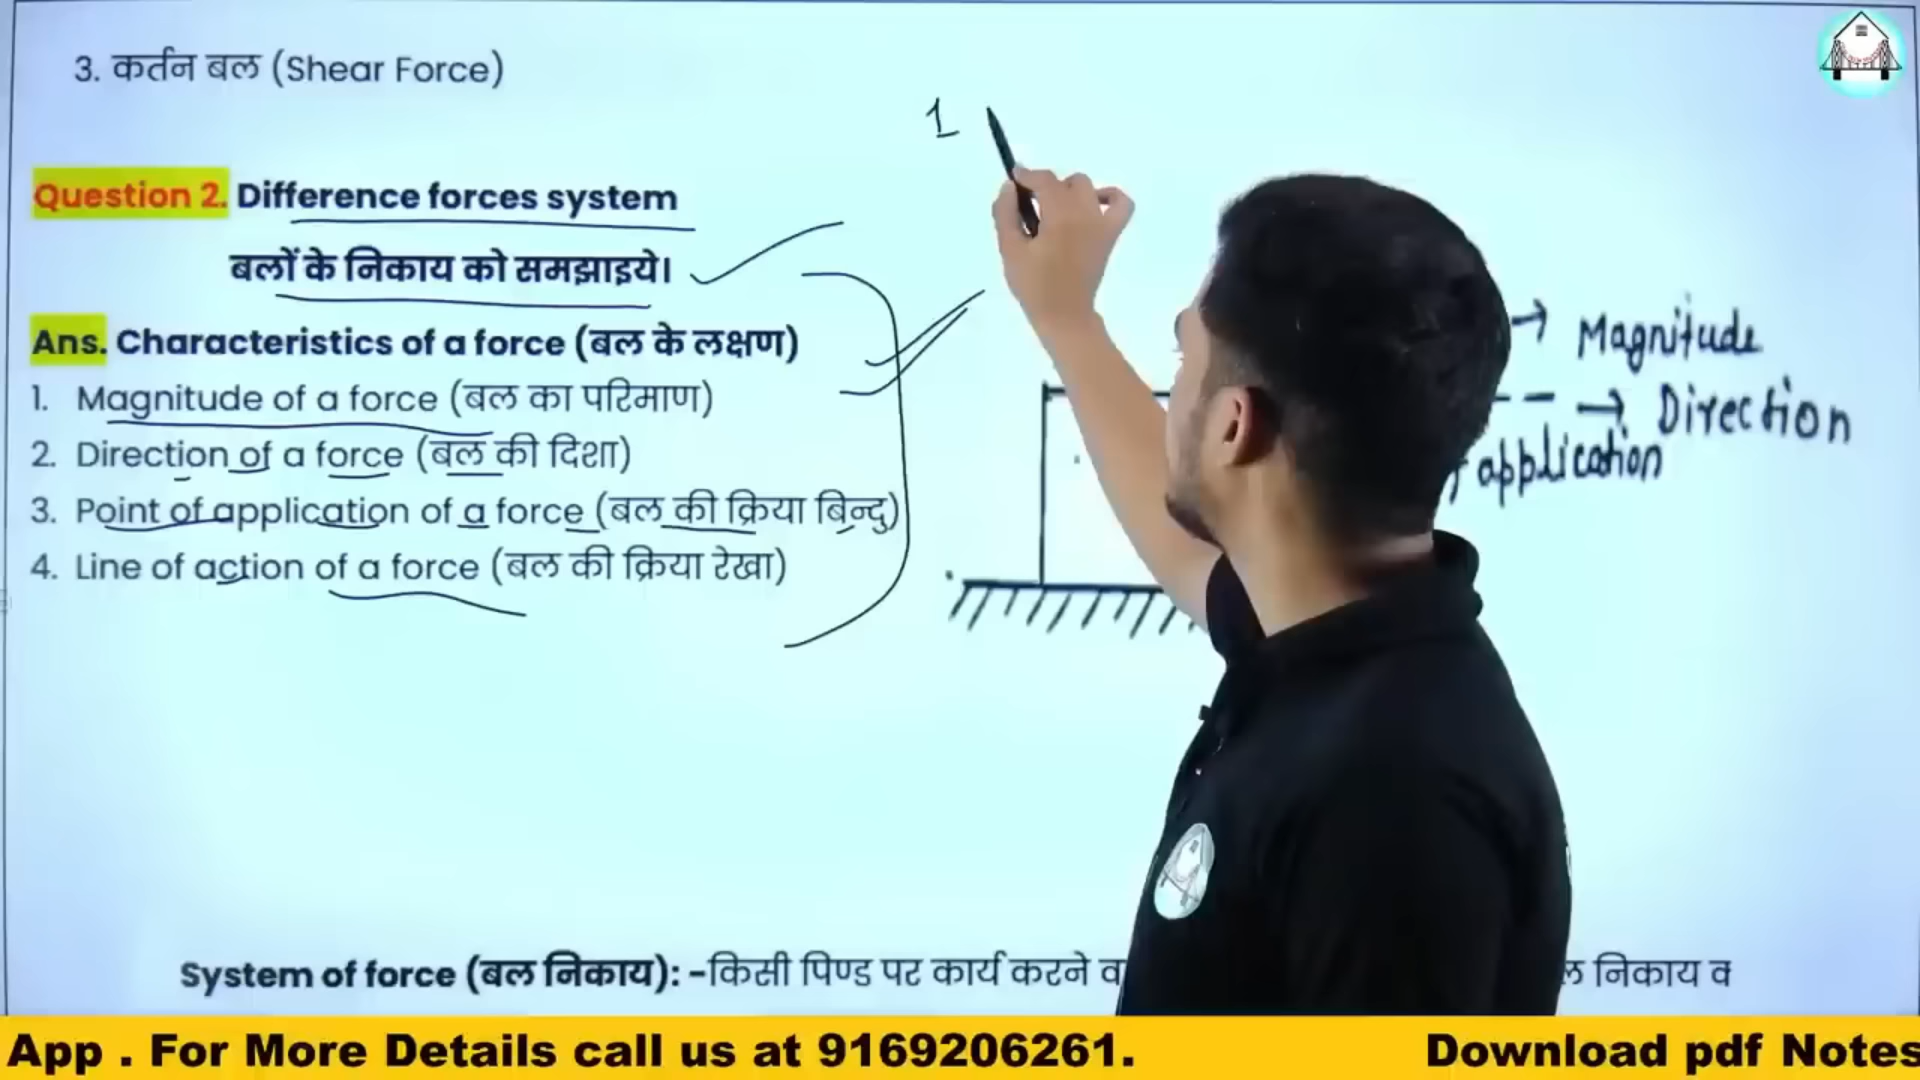 3. कर्तन बल (Shear Force)
1
Question 2. Difference forces system
बलों के निकाय को समझाइये।
Ans. Characteristics of a force (बल के लक्षण)
1. Magnitude of a force (बल का परिमाण)
2. Direction of a force (बल की दिशा)
3. Point of application of a force (बल की क्रिया बिन्दु)
4. Line of action of a force (बल की क्रिया रेखा)
→ Magnitude
→ Direction
application
System of force (बल निकाय): -किसी पिण्ड पर कार्य करने निकाय
App . For More Details call us at 9169206261. Download pdf Notes